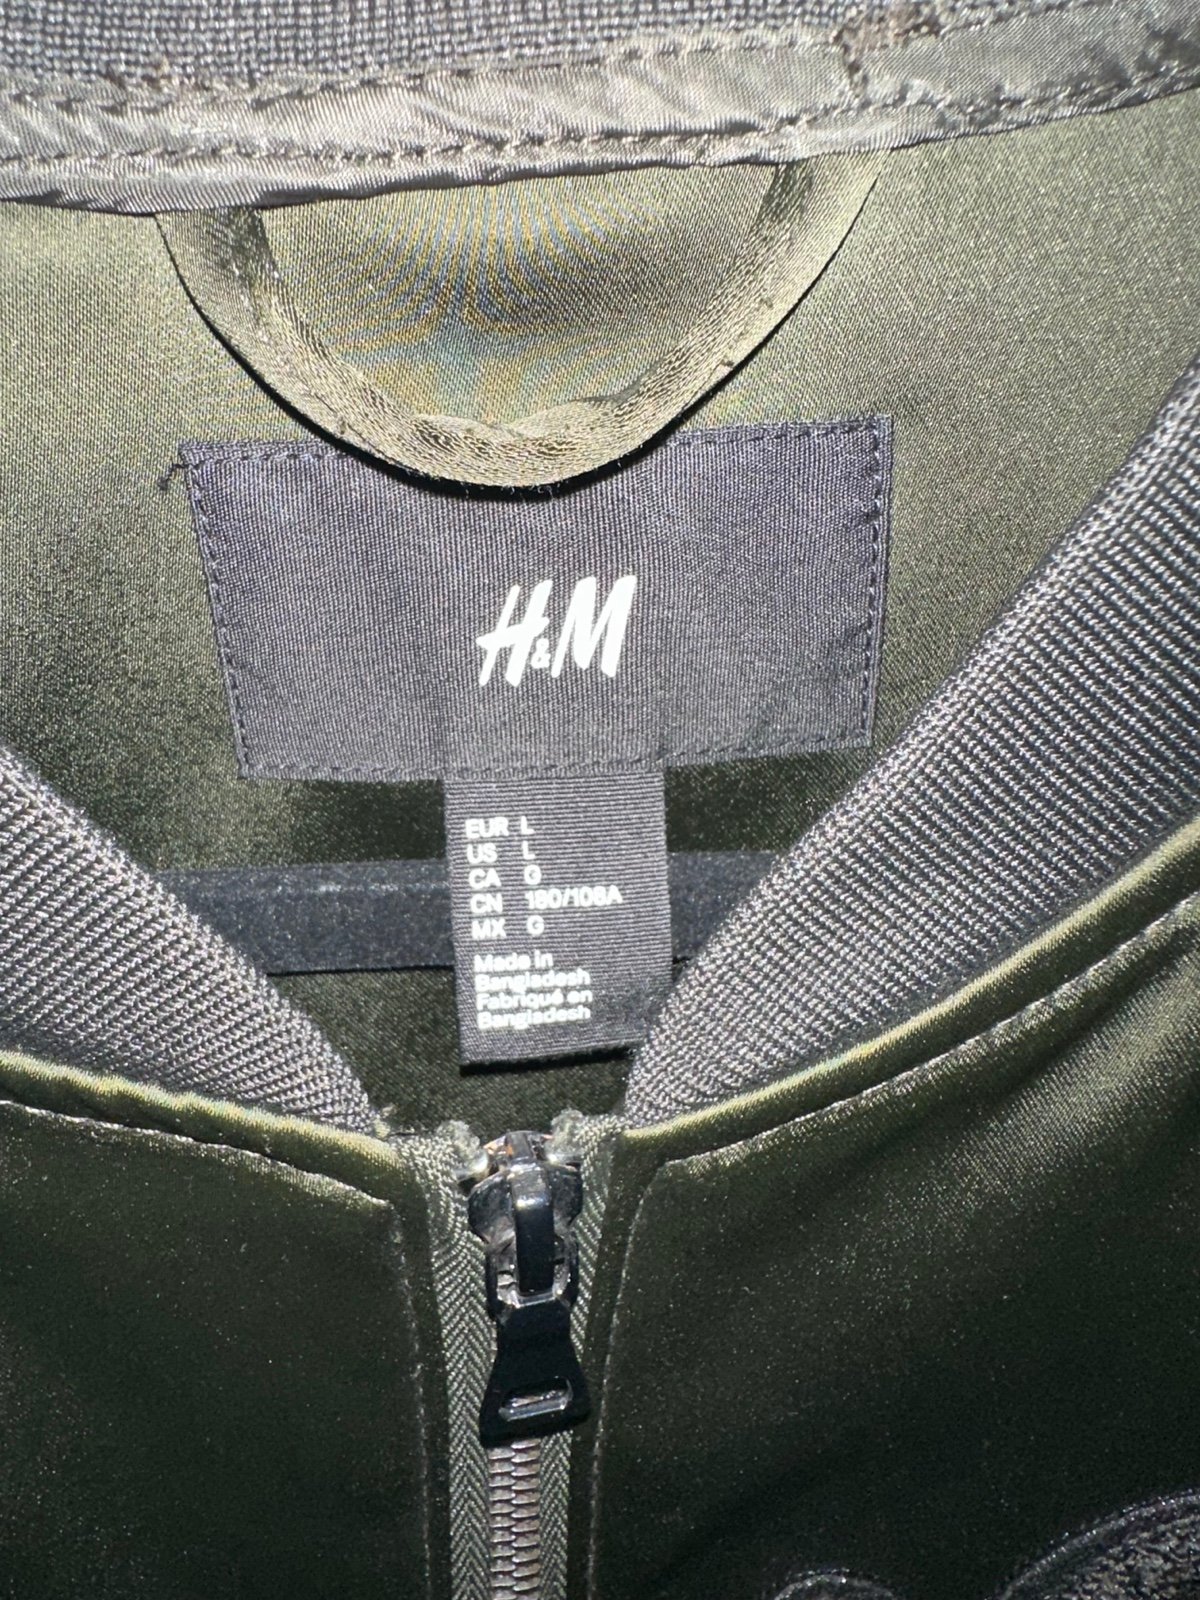 H&M
EUR L
US L
CA G
CN 180/108A
MX G
Made in
Bangladesh
Fabriqué en
Bangladesh